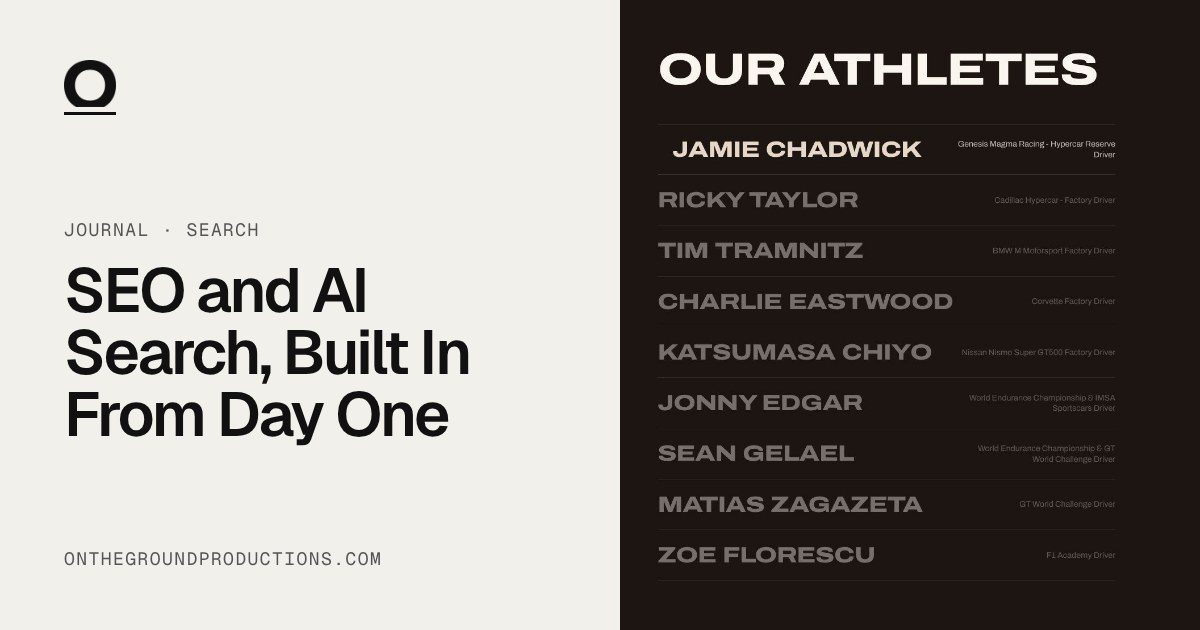 O
JOURNAL · SEARCH
SEO and AI
Search, Built In
From Day One
ONTHEGROUNDPRODUCTIONS.COM
OUR ATHLETES
JAMIE CHADWICK
Genesis Magma Racing - Hypercar Reserve
Driver
RICKY TAYLOR
Cadillac Hypercar - Factory Driver
TIM TRAMNITZ
BMW M Motorsport Factory Driver
CHARLIE EASTWOOD
Corvette Factory Driver
KATSUMASA CHIYO
Nissan Nismo Super GT500 Factory Driver
JONNY EDGAR
World Endurance Championship & IMSA
Sportscars Driver
SEAN GELAEL
World Endurance Championship & GT
World Challenge Driver
MATIAS ZAGAZETA
GT World Challenge Driver
ZOE FLORESCU
F1 Academy Driver